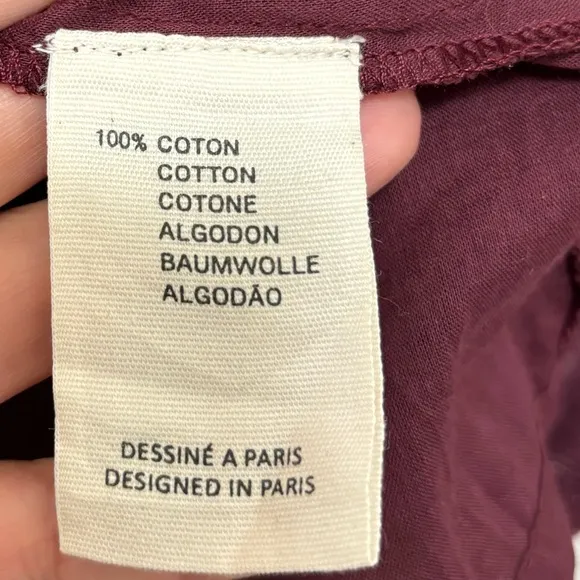 100% COTON
COTTON
COTONE
ALGODON
BAUMWOLLE
ALGODÃO
DESSINÉ A PARIS
DESIGNED IN PARIS